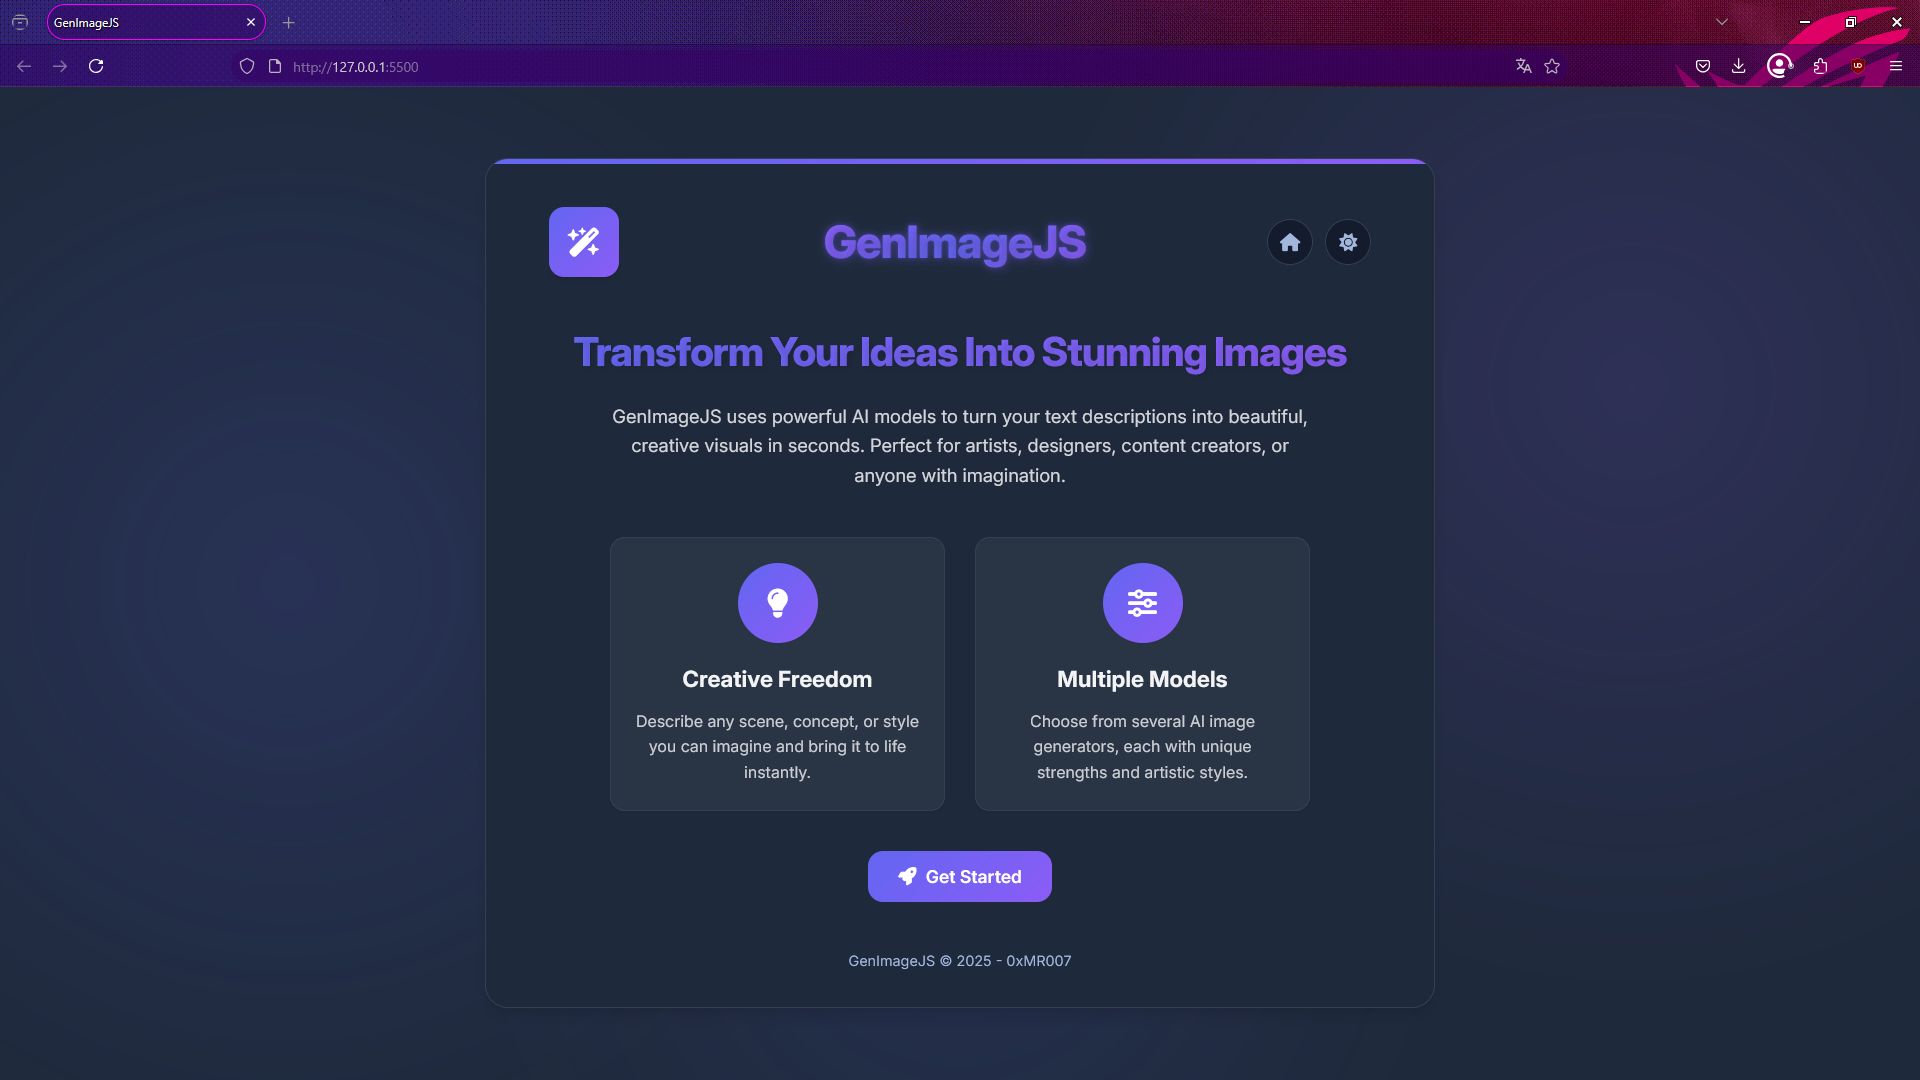 GenImageJS
http://127.0.0.1:5500
GenImageJS
Transform Your Ideas Into Stunning Images
GenImageJS uses powerful AI models to turn your text descriptions into beautiful,
creative visuals in seconds. Perfect for artists, designers, content creators, or
anyone with imagination.
Creative Freedom
Describe any scene, concept, or style
you can imagine and bring it to life
instantly.
Multiple Models
Choose from several AI image
generators, each with unique
strengths and artistic styles.
Get Started
GenImageJS © 2025 - 0xMR007